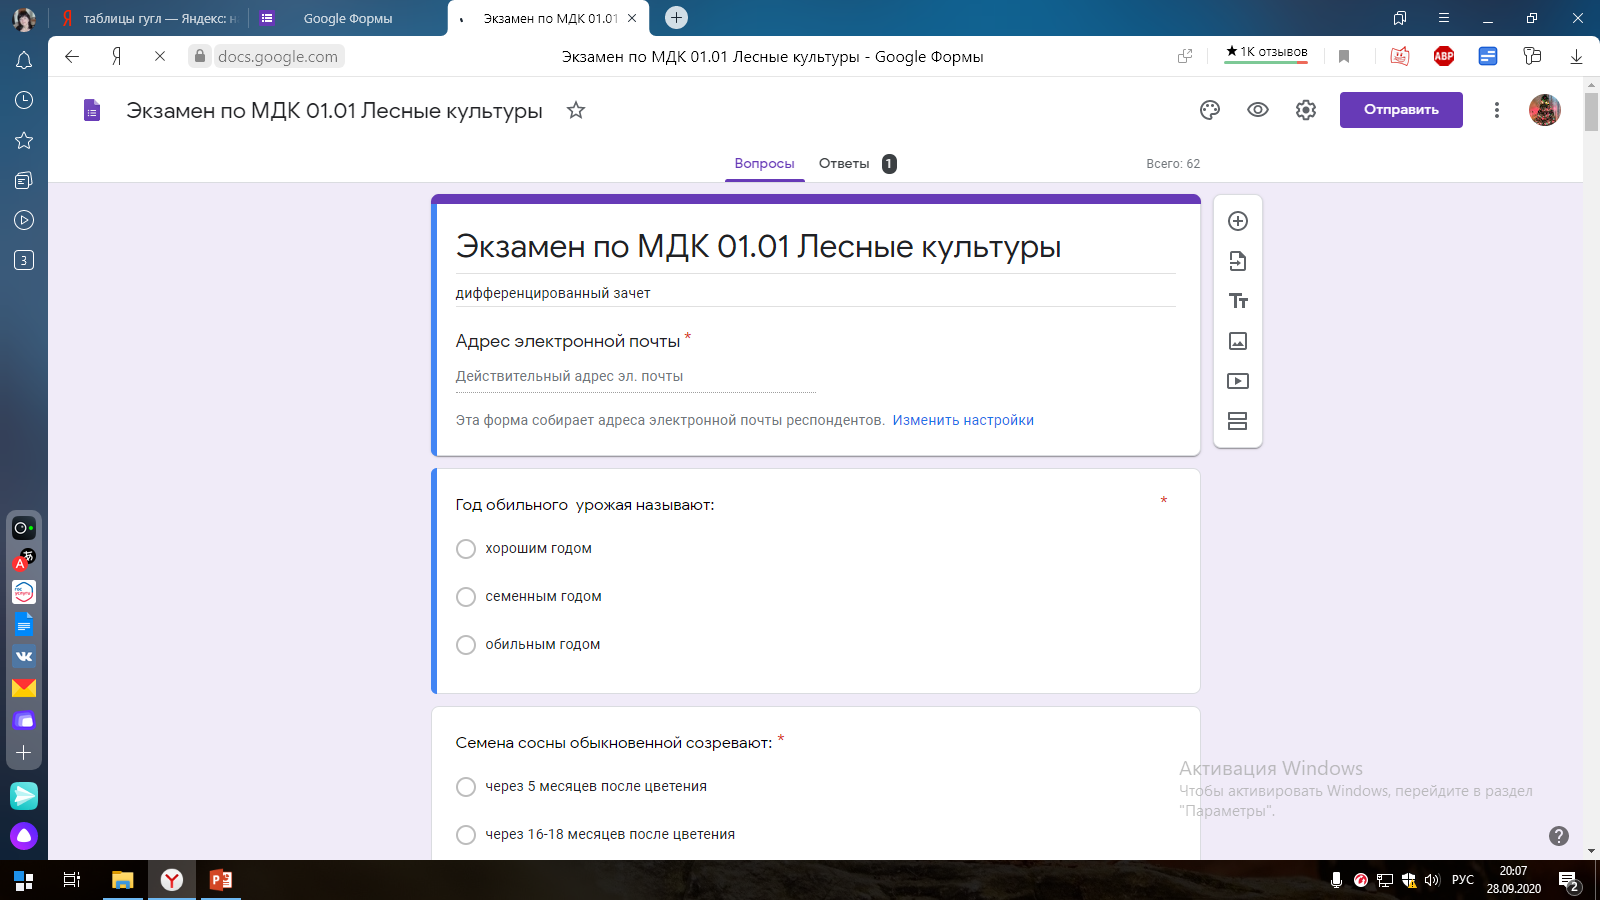 таблицы гугл — Яндекс: н
Google Формы
Экзамен по МДК 01.01
docs.google.com
Экзамен по МДК 01.01 Лесные культуры - Google Формы
★ 1К отзывов
ABP
Экзамен по МДК 01.01 Лесные культуры
Отправить
Вопросы
Ответы 1
Всего: 62
3
Экзамен по МДК 01.01 Лесные культуры
дифференцированный зачет
Адрес электронной почты *
Действительный адрес эл. почты
Эта форма собирает адреса электронной почты респондентов. Изменить настройки
Год обильного  урожая называют: *
хорошим годом
семенным годом
обильным годом
Семена сосны обыкновенной созревают: *
через 5 месяцев после цветения
через 16-18 месяцев после цветения
Активация Windows
Чтобы активировать Windows, перейдите в раздел
"Параметры".
РУС
20:07
28.09.2020
2